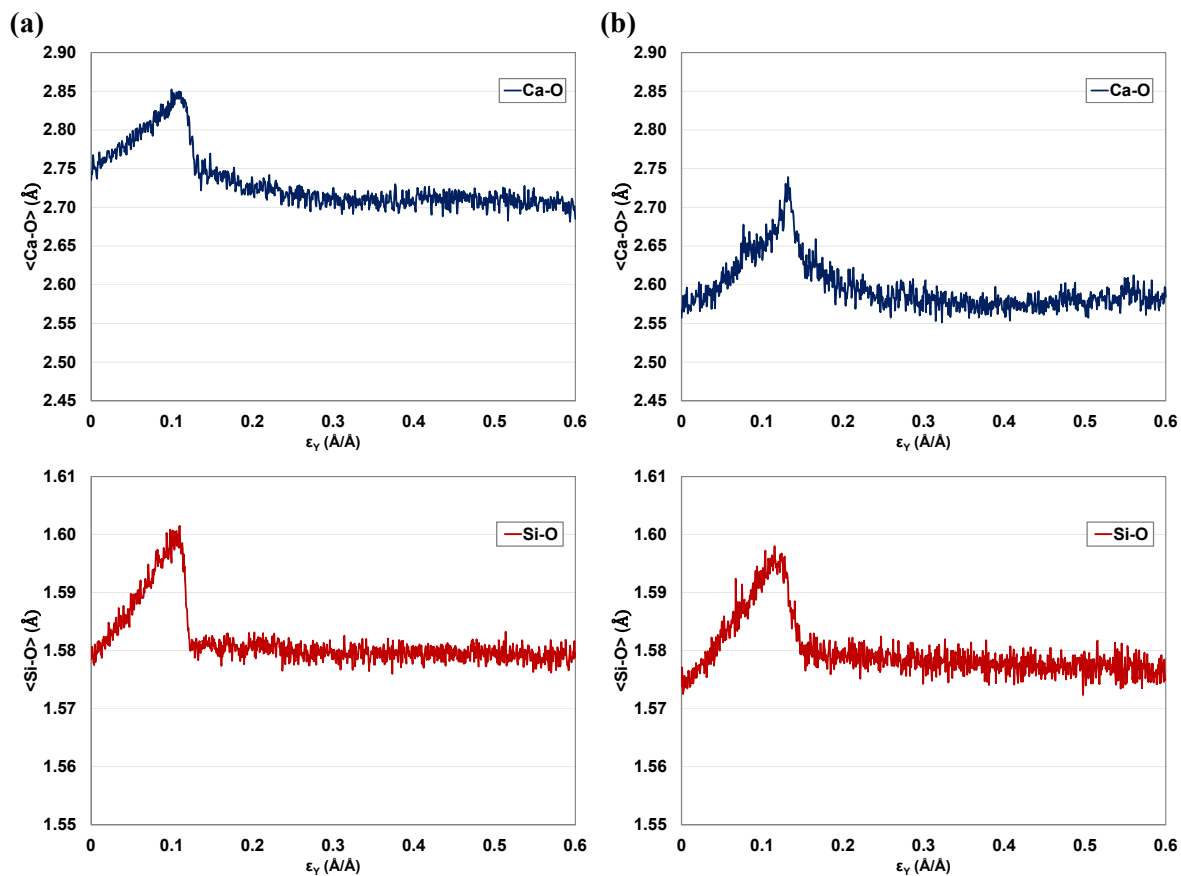 (a)
2.90
2.85
2.80
2.75
2.70
2.65
2.60
2.55
2.50
2.45
<Ca-O> (Å)
Ca-O
0 0.1 0.2 0.3 0.4 0.5 0.6
εY (Å/Å)
(b)
2.90
2.85
2.80
2.75
2.70
2.65
2.60
2.55
2.50
2.45
<Ca-O> (Å)
Ca-O
0 0.1 0.2 0.3 0.4 0.5 0.6
εY (Å/Å)
1.61
1.60
1.59
1.58
1.57
1.56
1.55
<Si-O> (Å)
Si-O
0 0.1 0.2 0.3 0.4 0.5 0.6
εY (Å/Å)
1.61
1.60
1.59
1.58
1.57
1.56
1.55
<Si-O> (Å)
Si-O
0 0.1 0.2 0.3 0.4 0.5 0.6
εY (Å/Å)